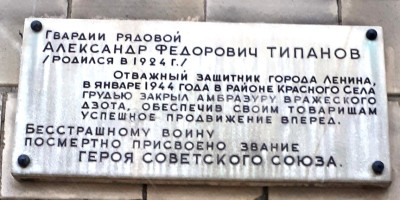 Гвардии рядовой
Александр Федорович ТИПАНОВ
/родился в 1924 г./
Отважный защитник города Ленина,
в январе 1944 года в районе Красного Села
грудью закрыл амбразуру вражеского
дзота, обеспечив своим товарищам
успешное продвижение вперед.
Бесстрашному воину
посмертно присвоено звание
ГЕРОЯ СОВЕТСКОГО СОЮЗА.